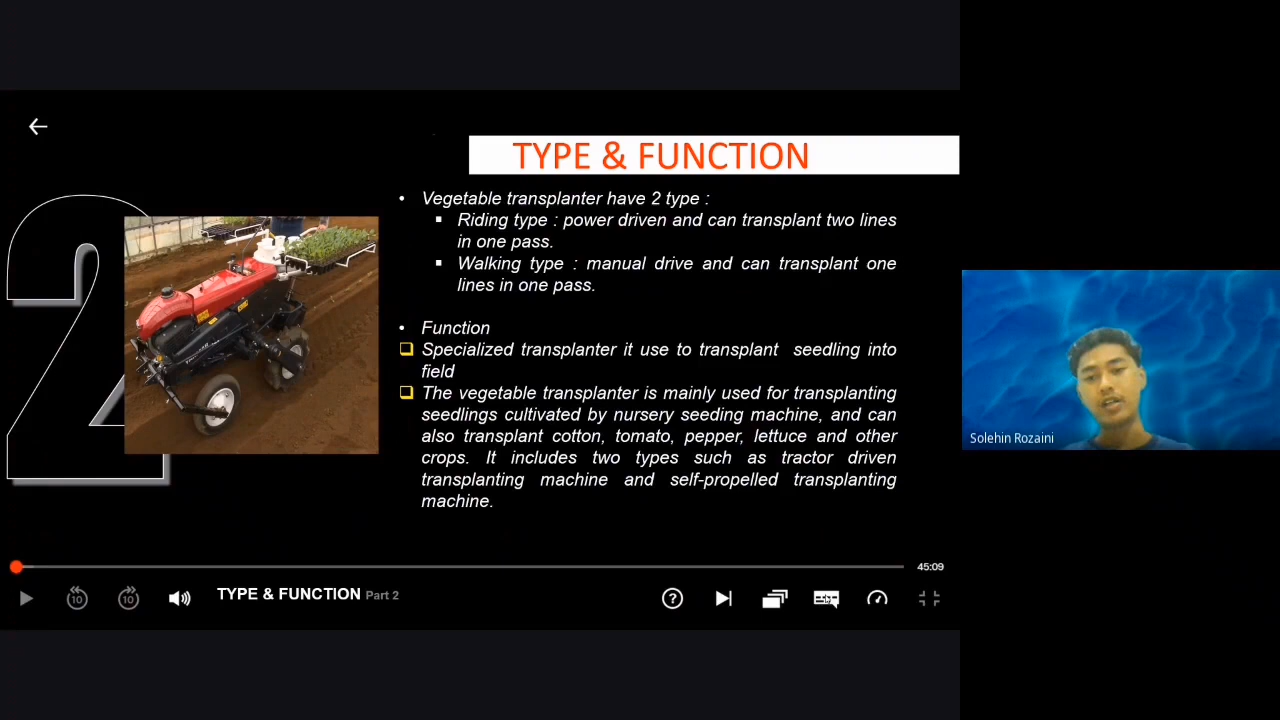 TYPE & FUNCTION
2
• Vegetable transplanter have 2 type :
▪ Riding type : power driven and can transplant two lines
in one pass.
▪ Walking type : manual drive and can transplant one
lines in one pass.
• Function
❑ Specialized transplanter it use to transplant seedling into
field
❑ The vegetable transplanter is mainly used for transplanting
seedlings cultivated by nursery seeding machine, and can
also transplant cotton, tomato, pepper, lettuce and other
crops. It includes two types such as tractor driven
transplanting machine and self-propelled transplanting
machine.
Solehin Rozaini
45:09
10
10
TYPE & FUNCTION Part 2
?